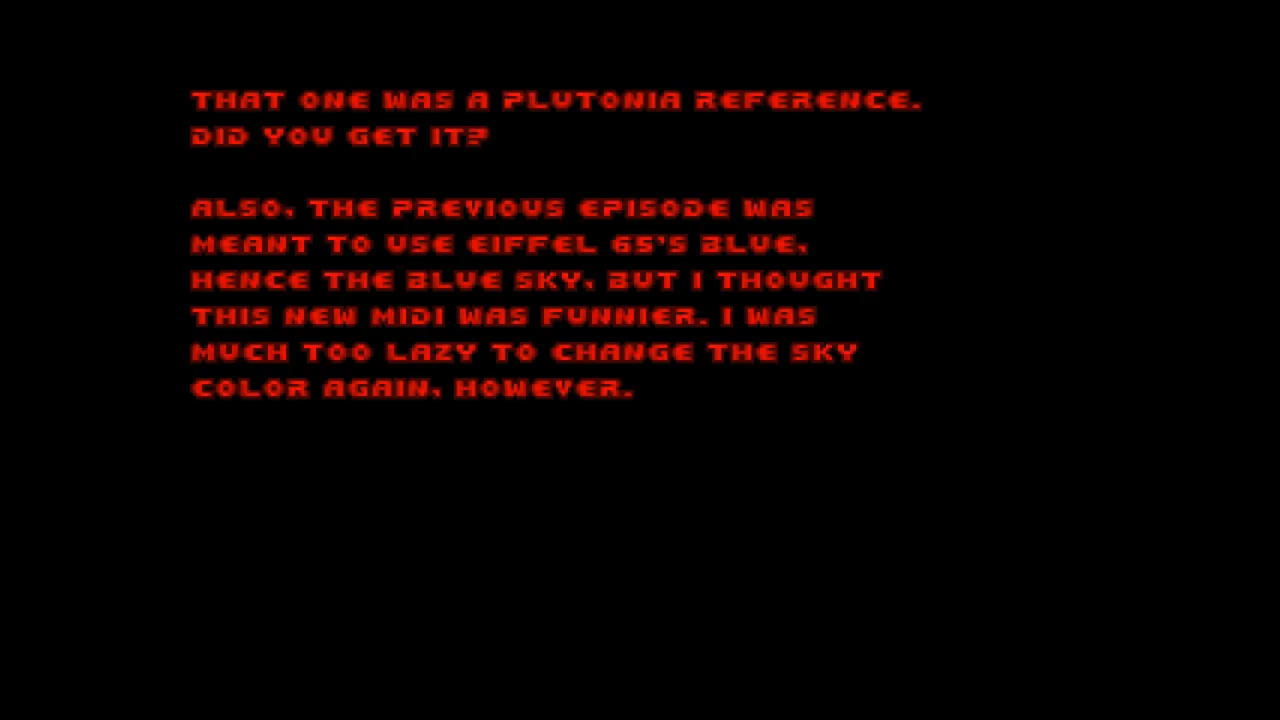 THAT ONE WAS A PLUTONIA REFERENCE.
DID YOU GET IT?
ALSO, THE PREVIOUS EPISODE WAS
MEANT TO USE EIFFEL 65'S BLUE,
HENCE THE BLUE SKY, BUT I THOUGHT
THIS NEW MIDI WAS FUNNIER. I WAS
MUCH TOO LAZY TO CHANGE THE SKY
COLOR AGAIN, HOWEVER.